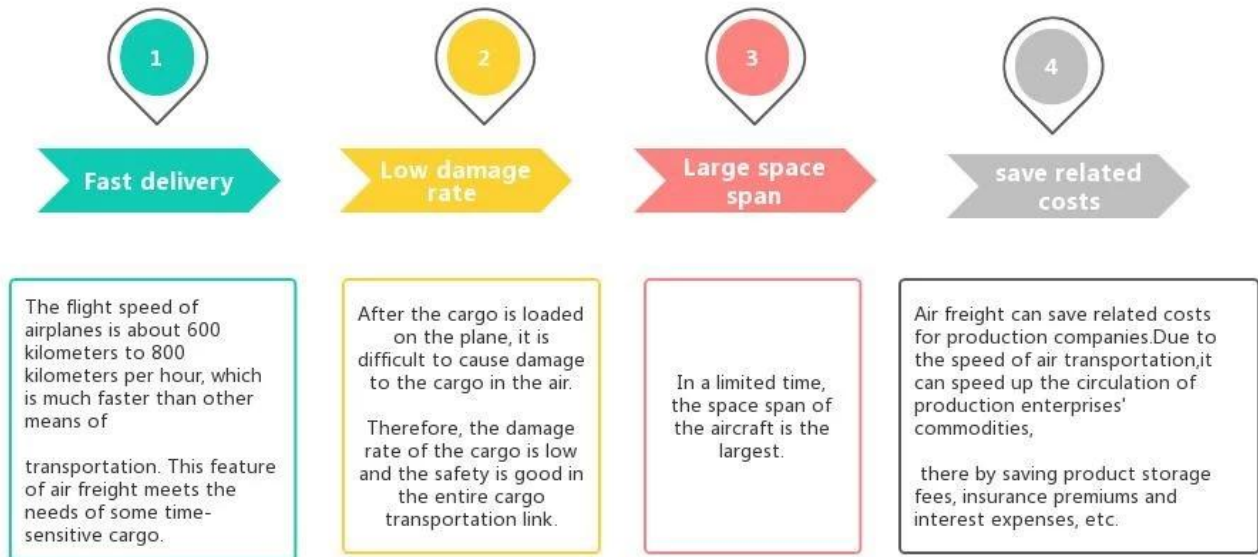 1
Fast delivery
The flight speed of
airplanes is about 600
kilometers to 800
kilometers per hour, which
is much faster than other
means of
transportation. This feature
of air freight meets the
needs of some time-
sensitive cargo.
2
Low damage
rate
After the cargo is loaded
on the plane, it is
difficult to cause damage
to the cargo in the air.
Therefore, the damage
rate of the cargo is low
and the safety is good in
the entire cargo
transportation link.
3
Large space
span
In a limited time,
the space span of
the aircraft is the
largest.
4
save related
costs
Air freight can save related costs
for production companies.Due to
the speed of air transportation,it
can speed up the circulation of
production enterprises'
commodities,
there by saving product storage
fees, insurance premiums and
interest expenses, etc.